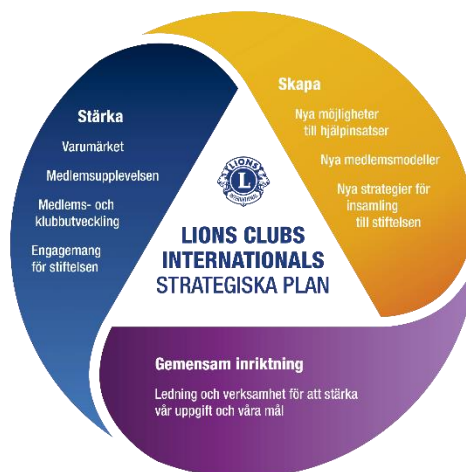 Stärka
Varumärket
Medlemsupplevelsen
Medlems- och
klubbutveckling
Engagemang
för stiftelsen
Skapa
Nya möjligheter
till hjälpinsatser
Nya medlemsmodeller
Nya strategier för
insamling
till stiftelsen
LIONS
L
INTERNATIONAL
LIONS CLUBS
INTERNATIONALS
STRATEGISKA PLAN
Gemensam inriktning
Ledning och verksamhet för att stärka
vår uppgift och våra mål